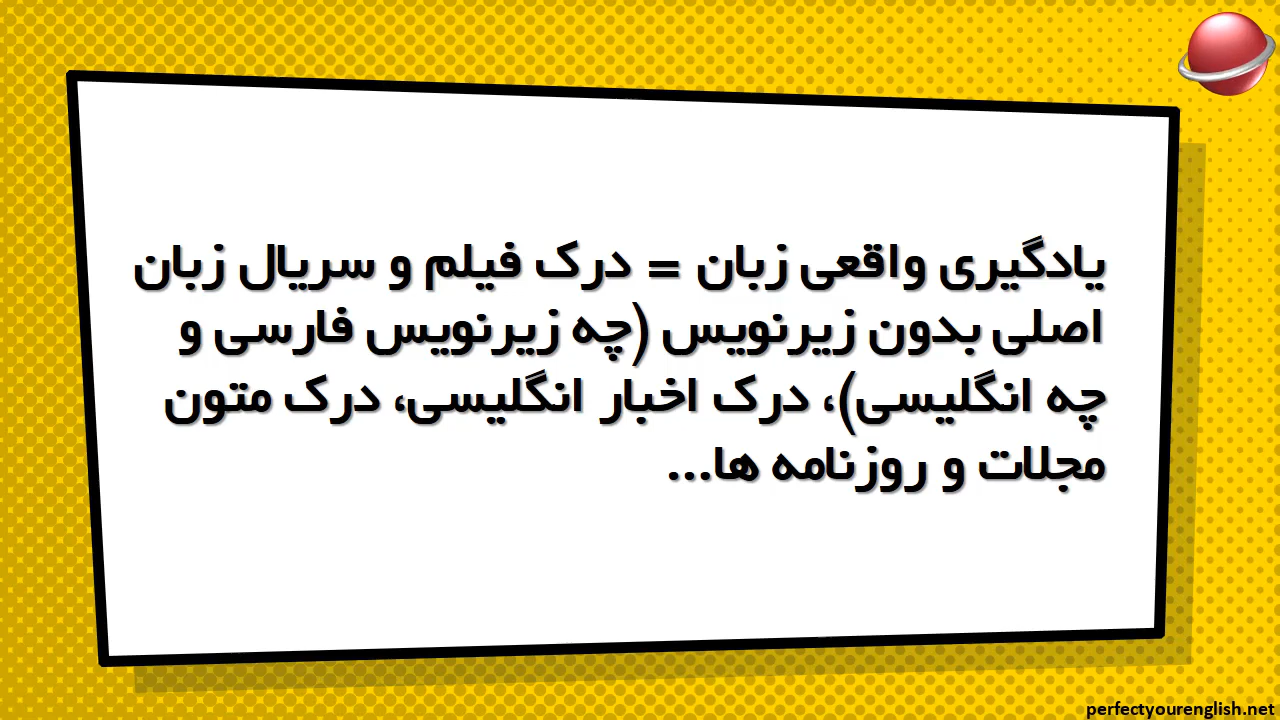 یادگیری واقعی زبان = درک فیلم و سریال زبان
اصلی بدون زیرنویس (چه زیرنویس فارسی و
چه انگلیسی)، درک اخبار انگلیسی، درک متون
مجلات و روزنامه ها...
perfectyourenglish.net